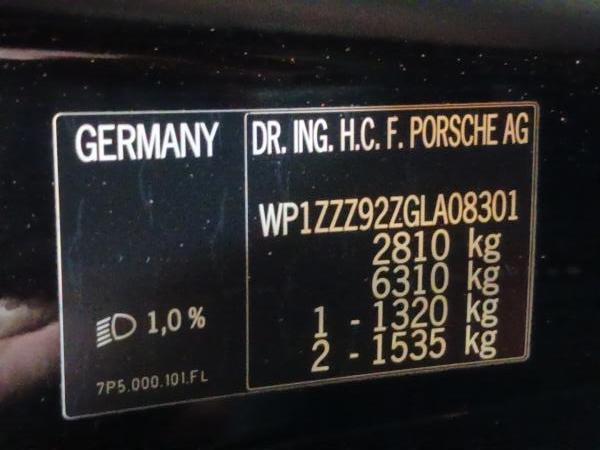 GERMANY
DR. ING. H.C. F. PORSCHE AG
WP1ZZZ92ZGLA08301
2810 kg
6310 kg
1 - 1320 kg
2 - 1535 kg
1,0 %
7P5.000.101.FL